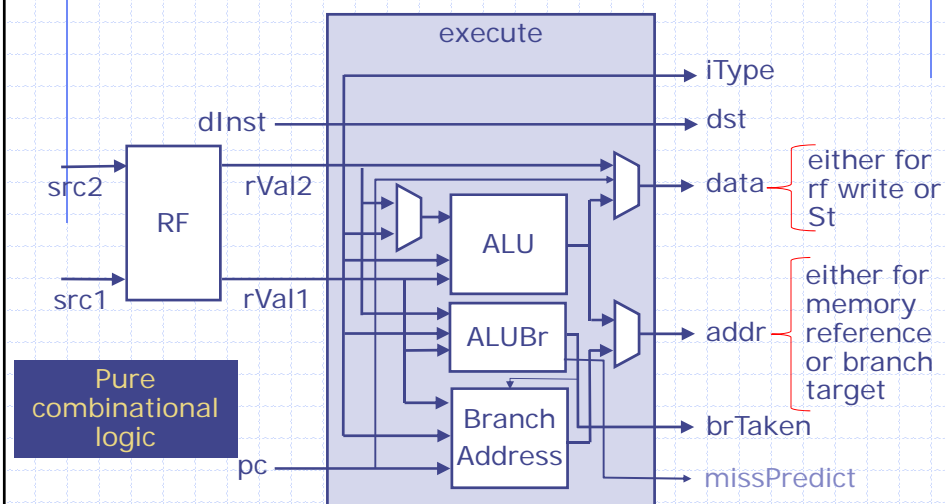 execute
iType
dInst
dst
src2
rVal2
RF
data
either for
rf write or
St
ALU
src1
rVal1
either for
memory
reference
or branch
target
addr
ALUBr
Pure
combinational
logic
Branch
Address
brTaken
pc
missPredict